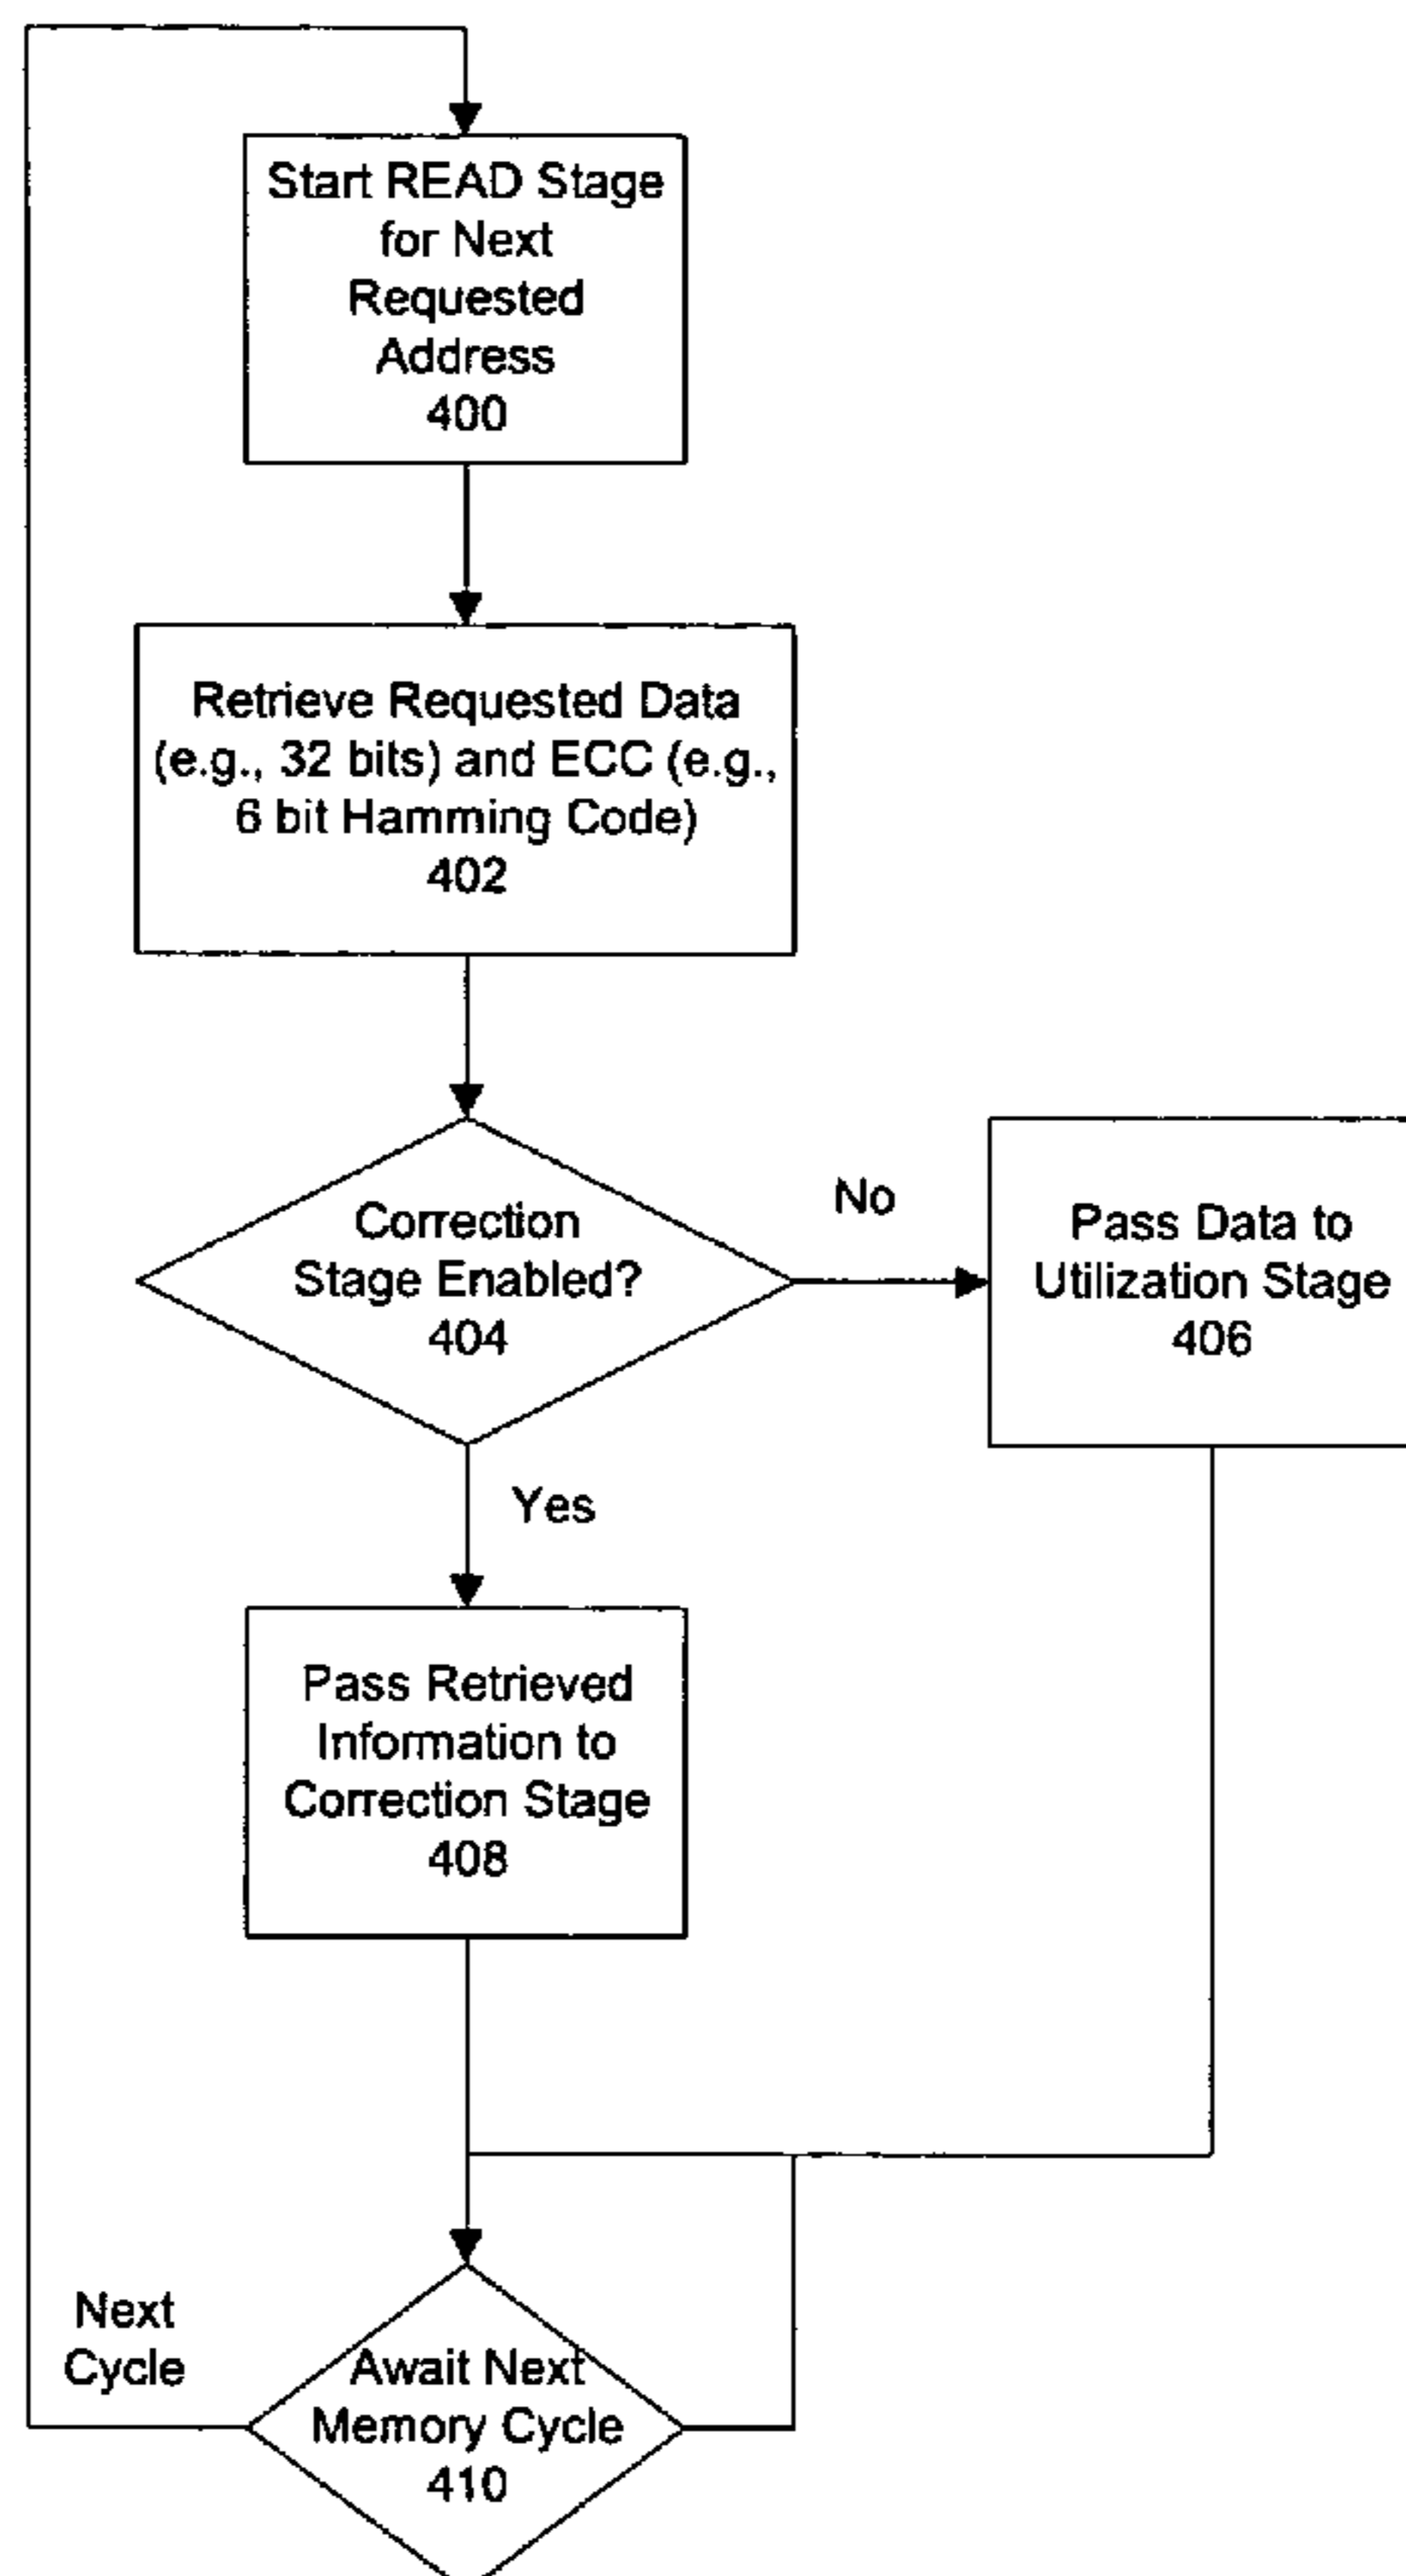 Start READ Stage
for Next
Requested
Address
400
Retrieve Requested Data
(e.g., 32 bits) and ECC (e.g.,
6 bit Hamming Code)
402
Correction
Stage Enabled?
404
No
Pass Data to
Utilization Stage
406
Yes
Pass Retrieved
Information to
Correction Stage
408
Next
Cycle
Await Next
Memory Cycle
410